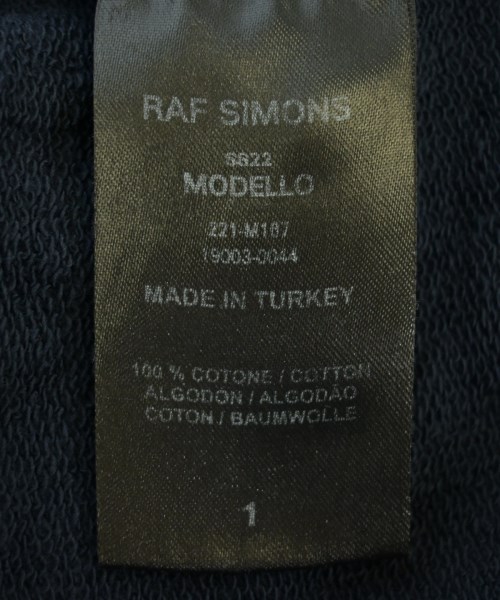 RAF SIMONS
SS22
MODELLO
221-M187
19003-0044
MADE IN TURKEY
100 % COTONE / COTTON
ALGODON / ALGODÃO
COTON / BAUMWOLLE
1